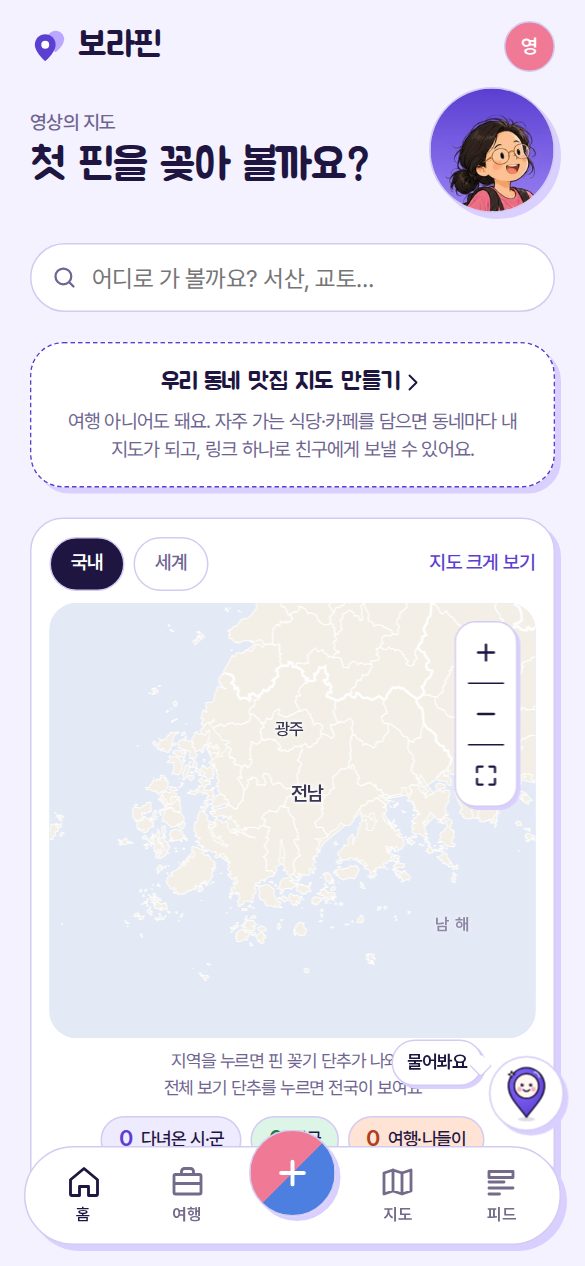 보라핀
영
영상의 지도
첫 핀을 꽂아 볼까요?
어디로 가 볼까요? 서산, 교토...
우리 동네 맛집 지도 만들기
여행 아니어도 돼요. 자주 가는 식당·카페를 담으면 동네마다 내
지도가 되고, 링크 하나로 친구에게 보낼 수 있어요.
국내
세계
지도 크게 보기
광주
전남
남해
지역을 누르면 핀 꽂기 단추가
물어봐요
전체 보기 단추를 누르면 전국이
0 다녀온 시·군
0 여행·나들이
홈
여행
지도
피드